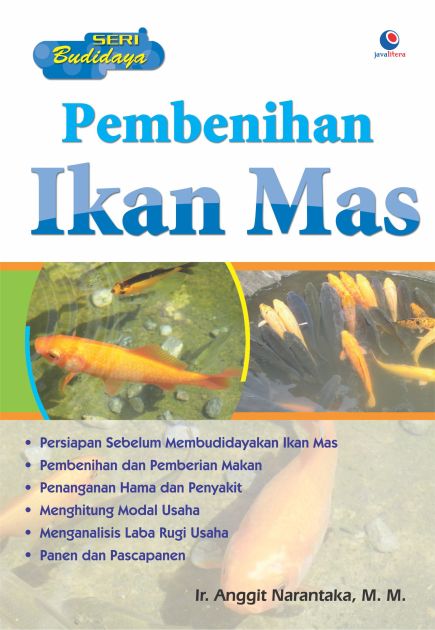 SERI
Budidaya
javalitera
Pembenihan
Ikan Mas
• Persiapan Sebelum Membudidayakan Ikan Mas
• Pembenihan dan Pemberian Makan
• Penanganan Hama dan Penyakit
• Menghitung Modal Usaha
• Menganalisis Laba Rugi Usaha
• Panen dan Pascapanen
Ir. Anggit Narantaka, M. M.